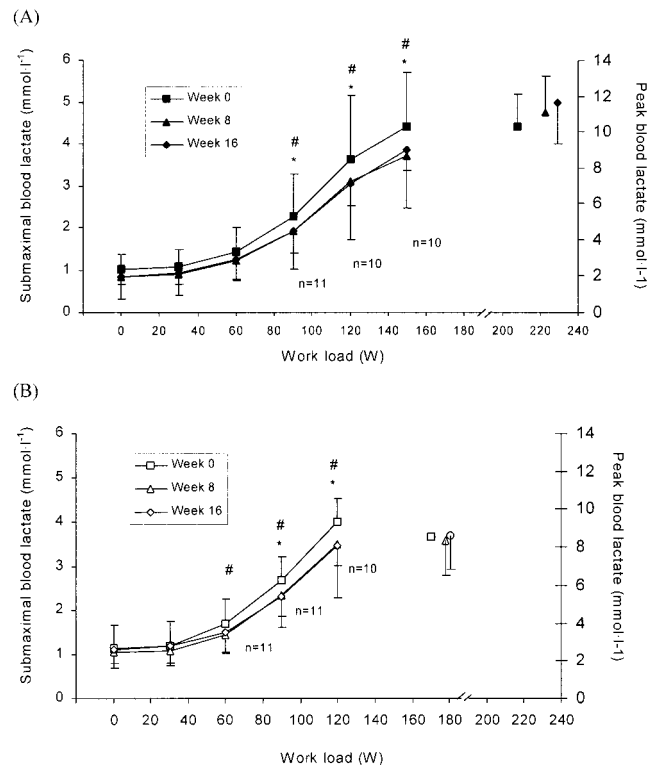 (A)
Submaximal blood lactate (mmol·l⁻¹)
6
5
4
3
2
1
0
Week 0
Week 8
Week 16
#
*
#
*
#
*
n=11
n=10
n=10
14
12
10
8
6
4
2
0
Peak blood lactate (mmol·l-1)
0 20 40 60 80 100 120 140 160 180 200 220 240
Work load (W)
(B)
Submaximal blood lactate (mmol·l⁻¹)
6
5
4
3
2
1
0
Week 0
Week 8
Week 16
#
#
*
#
*
n=11
n=11
n=10
14
12
10
8
6
4
2
0
Peak blood lactate (mmol·l-1)
0 20 40 60 80 100 120 140 160 180 200 220 240
Work load (W)